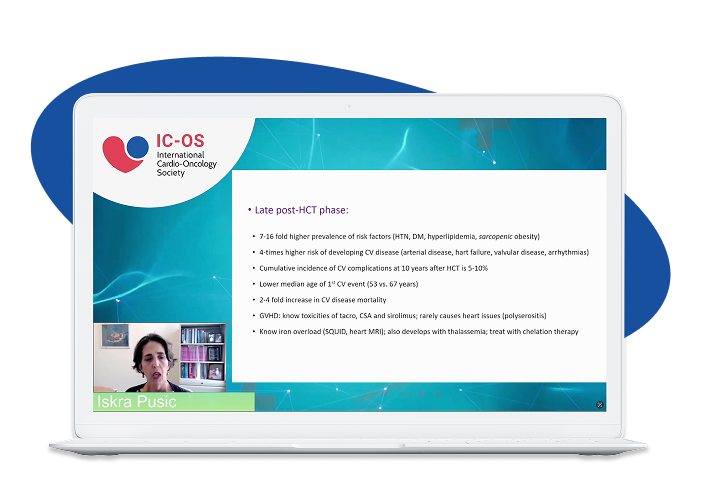 IC-OS
International
Cardio-Oncology
Society
• Late post-HCT phase:
• 7-16 fold higher prevalence of risk factors (HTN, DM, hyperlipidemia, sarcopenic obesity)
• 4-times higher risk of developing CV disease (arterial disease, hart failure, valvular disease, arrhythmias)
• Cumulative incidence of CV complications at 10 years after HCT is 5-10%
• Lower median age of 1st CV event (53 vs. 67 years)
• 2-4 fold increase in CV disease mortality
• GVHD: know toxicities of tacro, CSA and sirolimus; rarely causes heart issues (polyserositis)
• Know iron overload (SQUID, heart MRI); also develops with thalassemia; treat with chelation therapy
Iskra Pusic